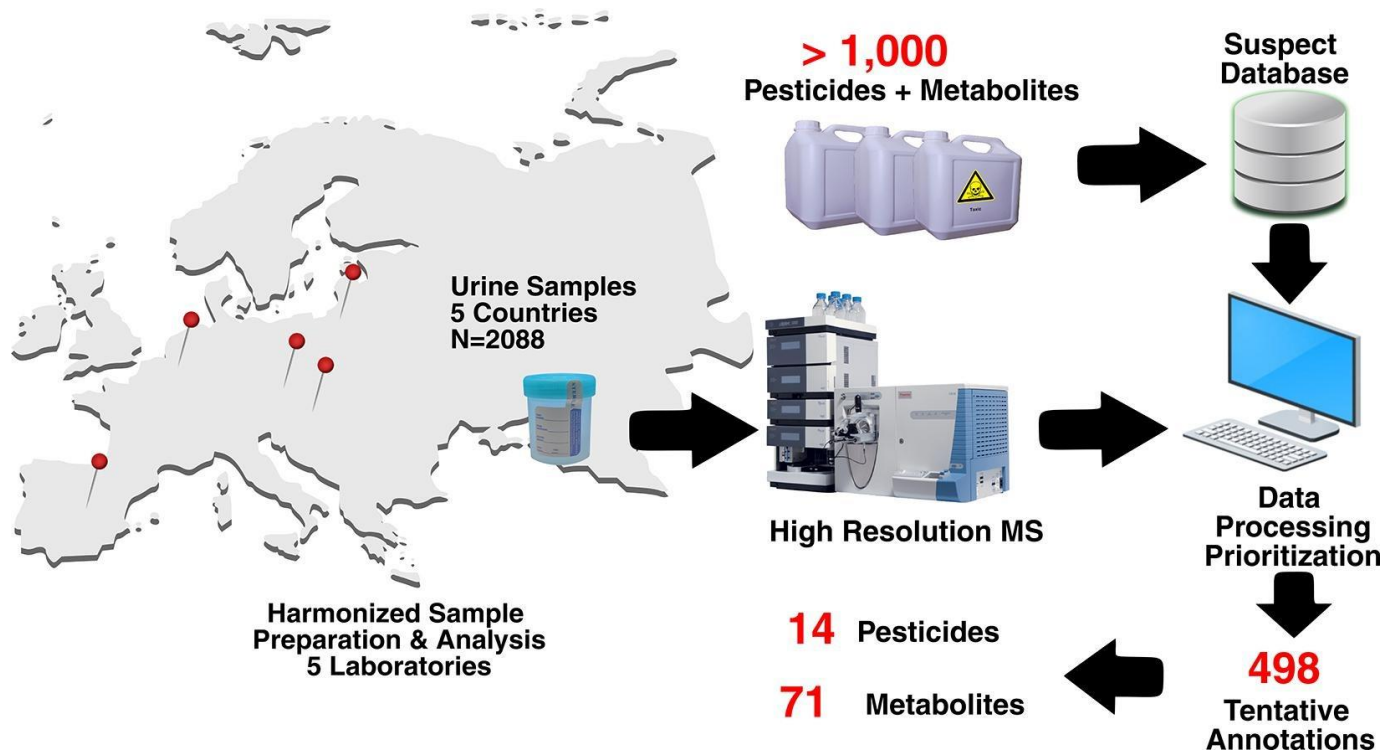 > 1,000
Pesticides + Metabolites
Toxic
Suspect
Database
Urine Samples
5 Countries
N=2088
High Resolution MS
Data
Processing
Prioritization
Harmonized Sample
Preparation & Analysis
5 Laboratories
14 Pesticides
71 Metabolites
498
Tentative
Annotations